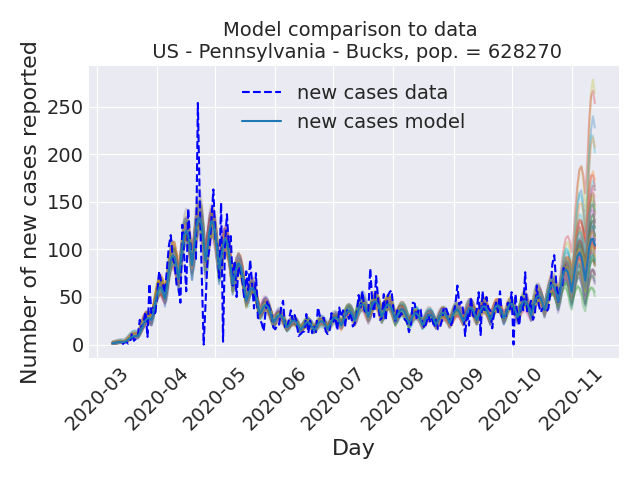 Model comparison to data
US - Pennsylvania - Bucks, pop. = 628270
new cases data
new cases model
Number of new cases reported
250
200
150
100
50
0
2020-03
2020-04
2020-05
2020-06
2020-07
2020-08
2020-09
2020-10
2020-11
Day